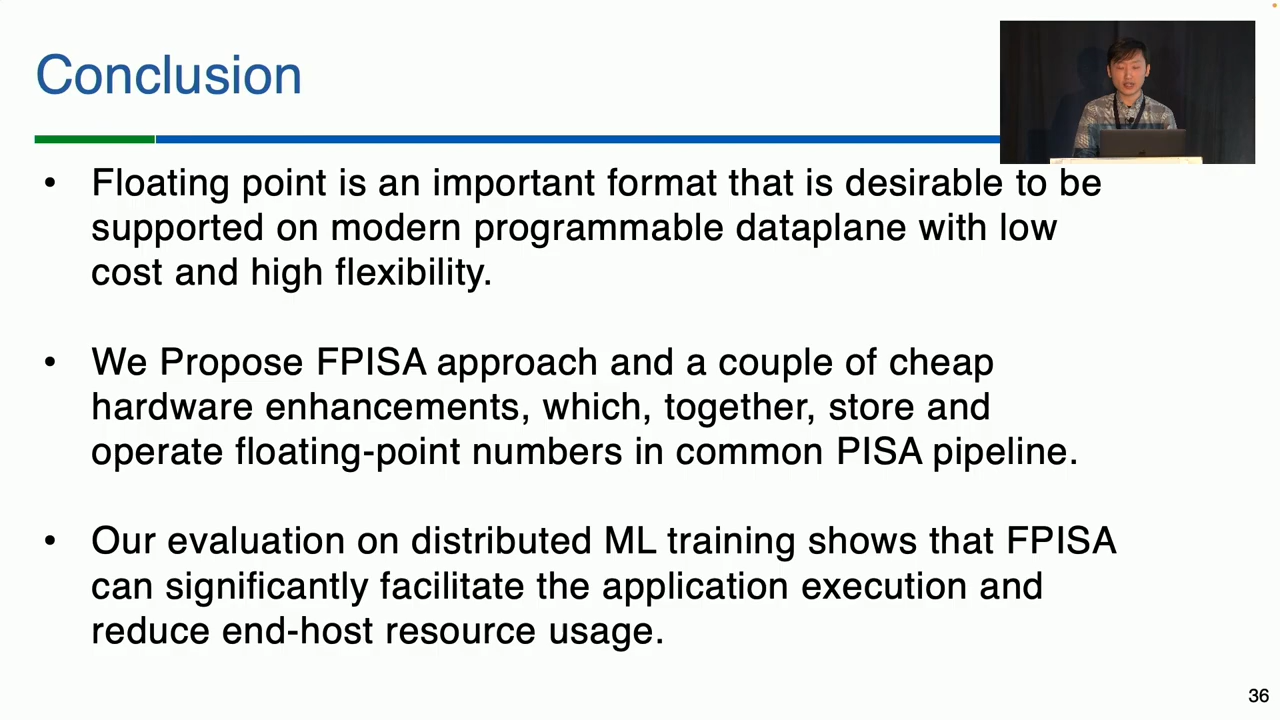 Conclusion
• Floating point is an important format that is desirable to be
supported on modern programmable dataplane with low
cost and high flexibility.
• We Propose FPISA approach and a couple of cheap
hardware enhancements, which, together, store and
operate floating-point numbers in common PISA pipeline.
• Our evaluation on distributed ML training shows that FPISA
can significantly facilitate the application execution and
reduce end-host resource usage.
36